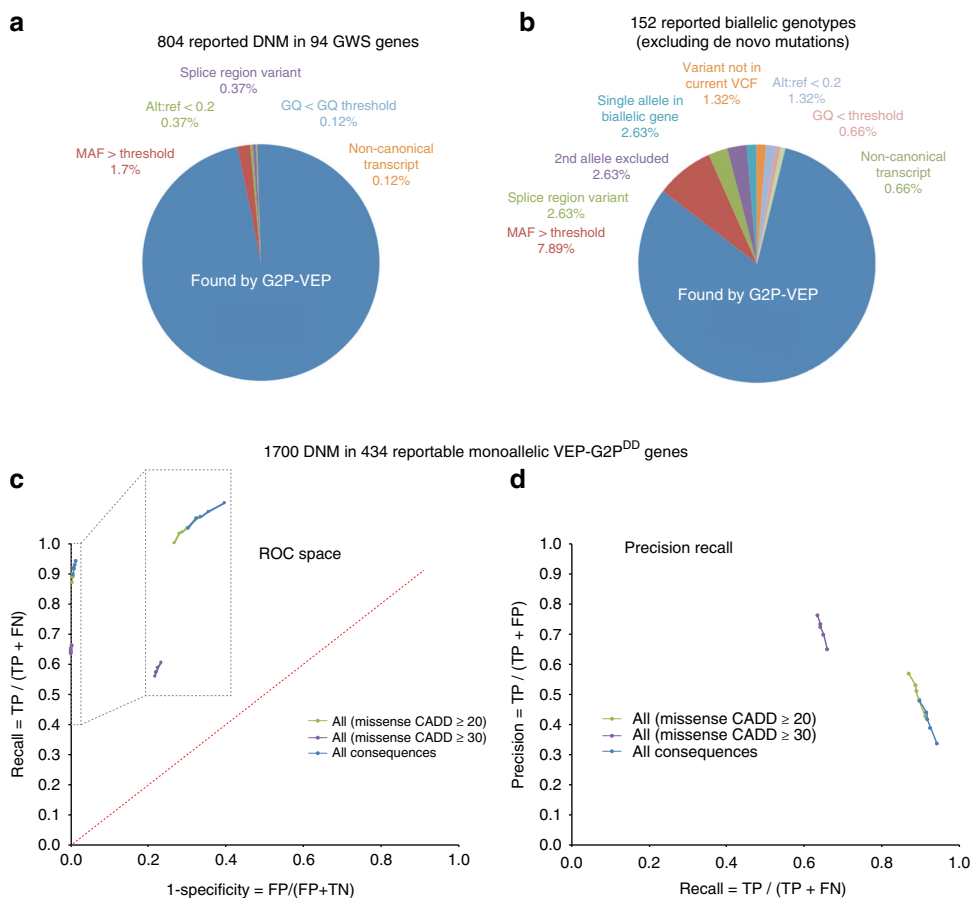 a
804 reported DNM in 94 GWS genes
Splice region variant
0.37%
Alt:ref < 0.2
0.37%
GQ < GQ threshold
0.12%
MAF > threshold
1.7%
Non-canonical
transcript
0.12%
Found by G2P-VEP
b
152 reported biallelic genotypes
(excluding de novo mutations)
Variant not in
current VCF
1.32%
Alt:ref < 0.2
1.32%
Single allele in
biallelic gene
2.63%
GQ < threshold
0.66%
2nd allele excluded
2.63%
Non-canonical
transcript
0.66%
Splice region variant
2.63%
MAF > threshold
7.89%
Found by G2P-VEP
1700 DNM in 434 reportable monoallelic VEP-G2P^DD genes
c
ROC space
Recall = TP / (TP + FN)
1.0
0.9
0.8
0.7
0.6
0.5
0.4
0.3
0.2
0.1
0.0
All (missense CADD ≥ 20)
All (missense CADD ≥ 30)
All consequences
0.0 0.2 0.4 0.6 0.8 1.0
1-specificity = FP/(FP+TN)
d
Precision recall
Precision = TP / (TP + FP)
1.0
0.9
0.8
0.7
0.6
0.5
0.4
0.3
0.2
0.1
0.0
All (missense CADD ≥ 20)
All (missense CADD ≥ 30)
All consequences
0.0 0.2 0.4 0.6 0.8 1.0
Recall = TP / (TP + FN)